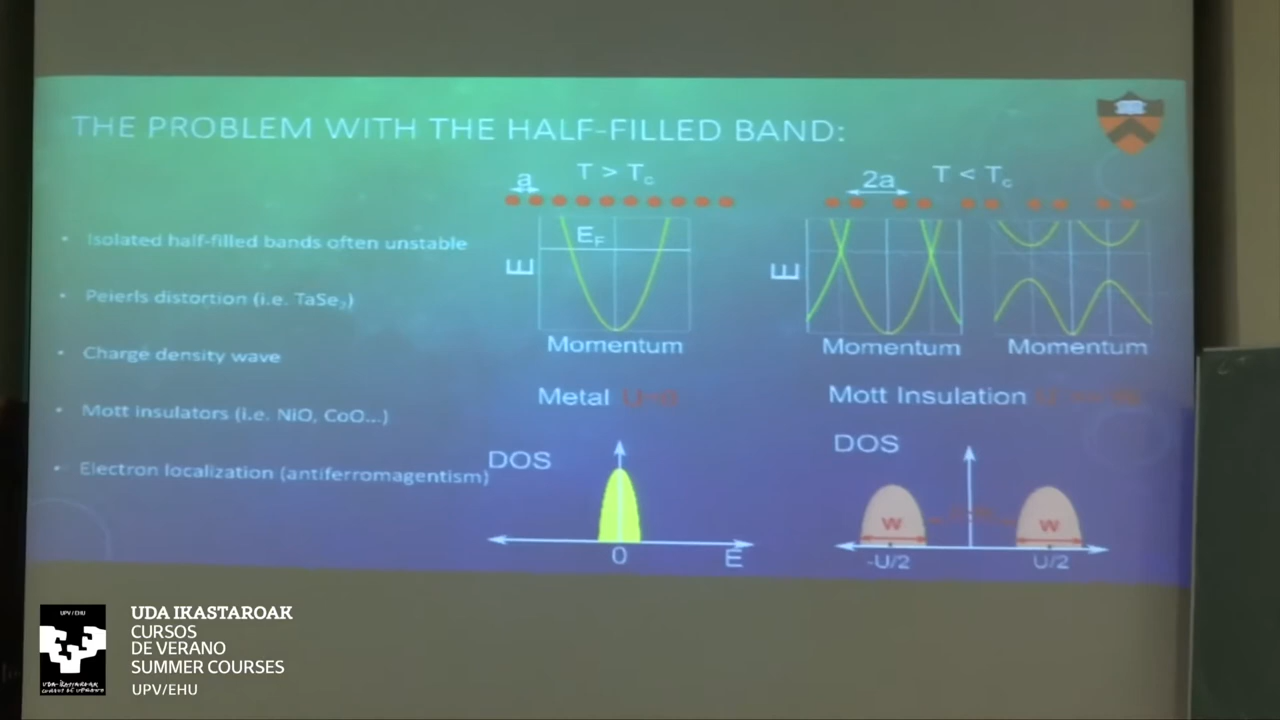 THE PROBLEM WITH THE HALF-FILLED BAND:
• Isolated half-filled bands often unstable
• Peierls distortion (i.e. TaSe₂)
• Charge density wave
• Mott insulators (i.e. NiO, CoO...)
• Electron localization (antiferromagentism)
a
T > Tc
EF
E
Momentum
2a
T < Tc
E
Momentum
Momentum
Metal
DOS
0
E
Mott Insulation
DOS
W
W
-U/2
U/2
UPV / EHU
UDA IKASTAROAK
CURSOS
DE VERANO
SUMMER COURSES
UPV/EHU